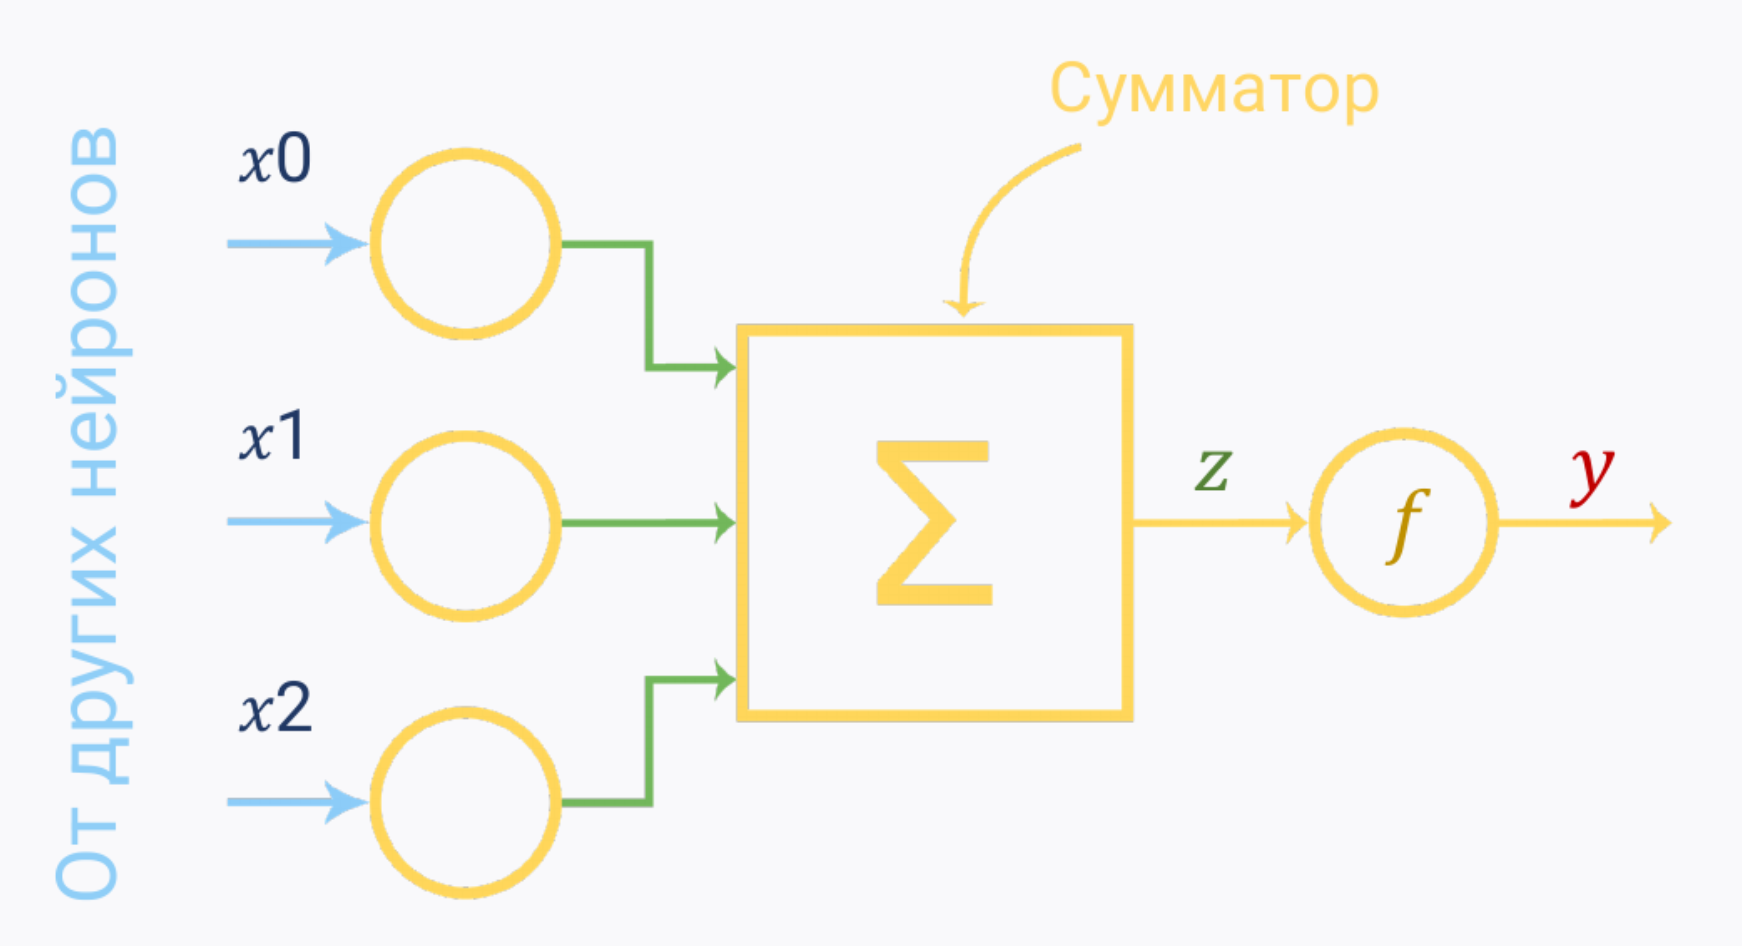 От других нейронов
x0
x1
x2
Сумматор
Σ
z
f
y